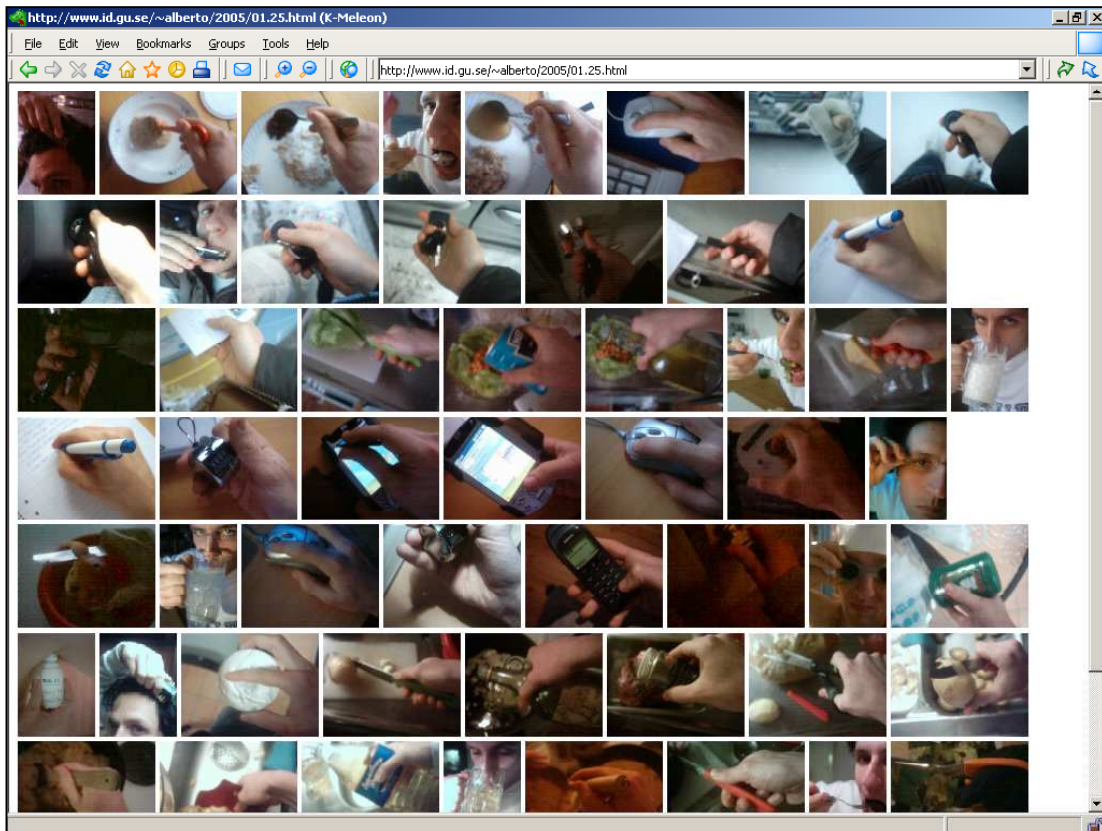 http://www.id.gu.se/~alberto/2005/01.25.html (K-Meleon)
File Edit View Bookmarks Groups Tools Help
http://www.id.gu.se/~alberto/2005/01.25.html